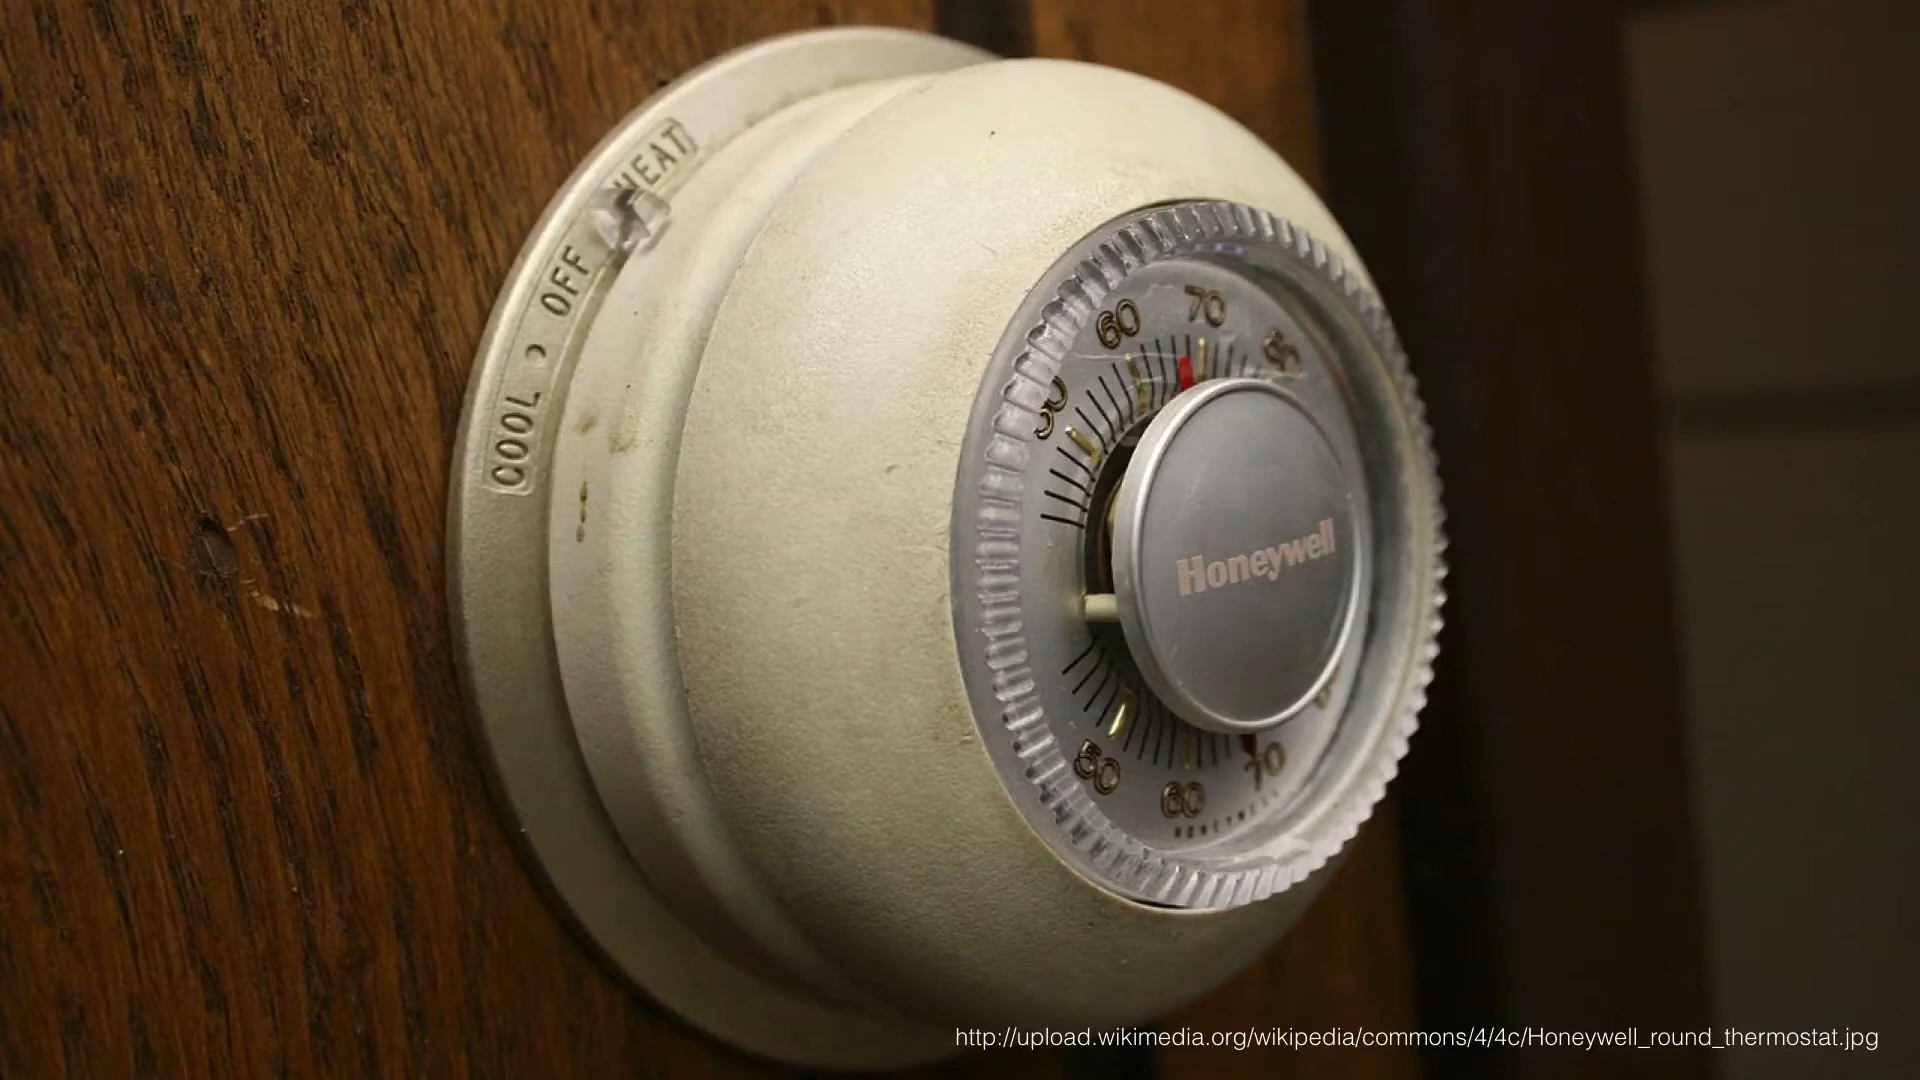 HEAT
OFF
COOL
60 70
50
Honeywell
50 60 70
HONEYWELL
http://upload.wikimedia.org/wikipedia/commons/4/4c/Honeywell_round_thermostat.jpg